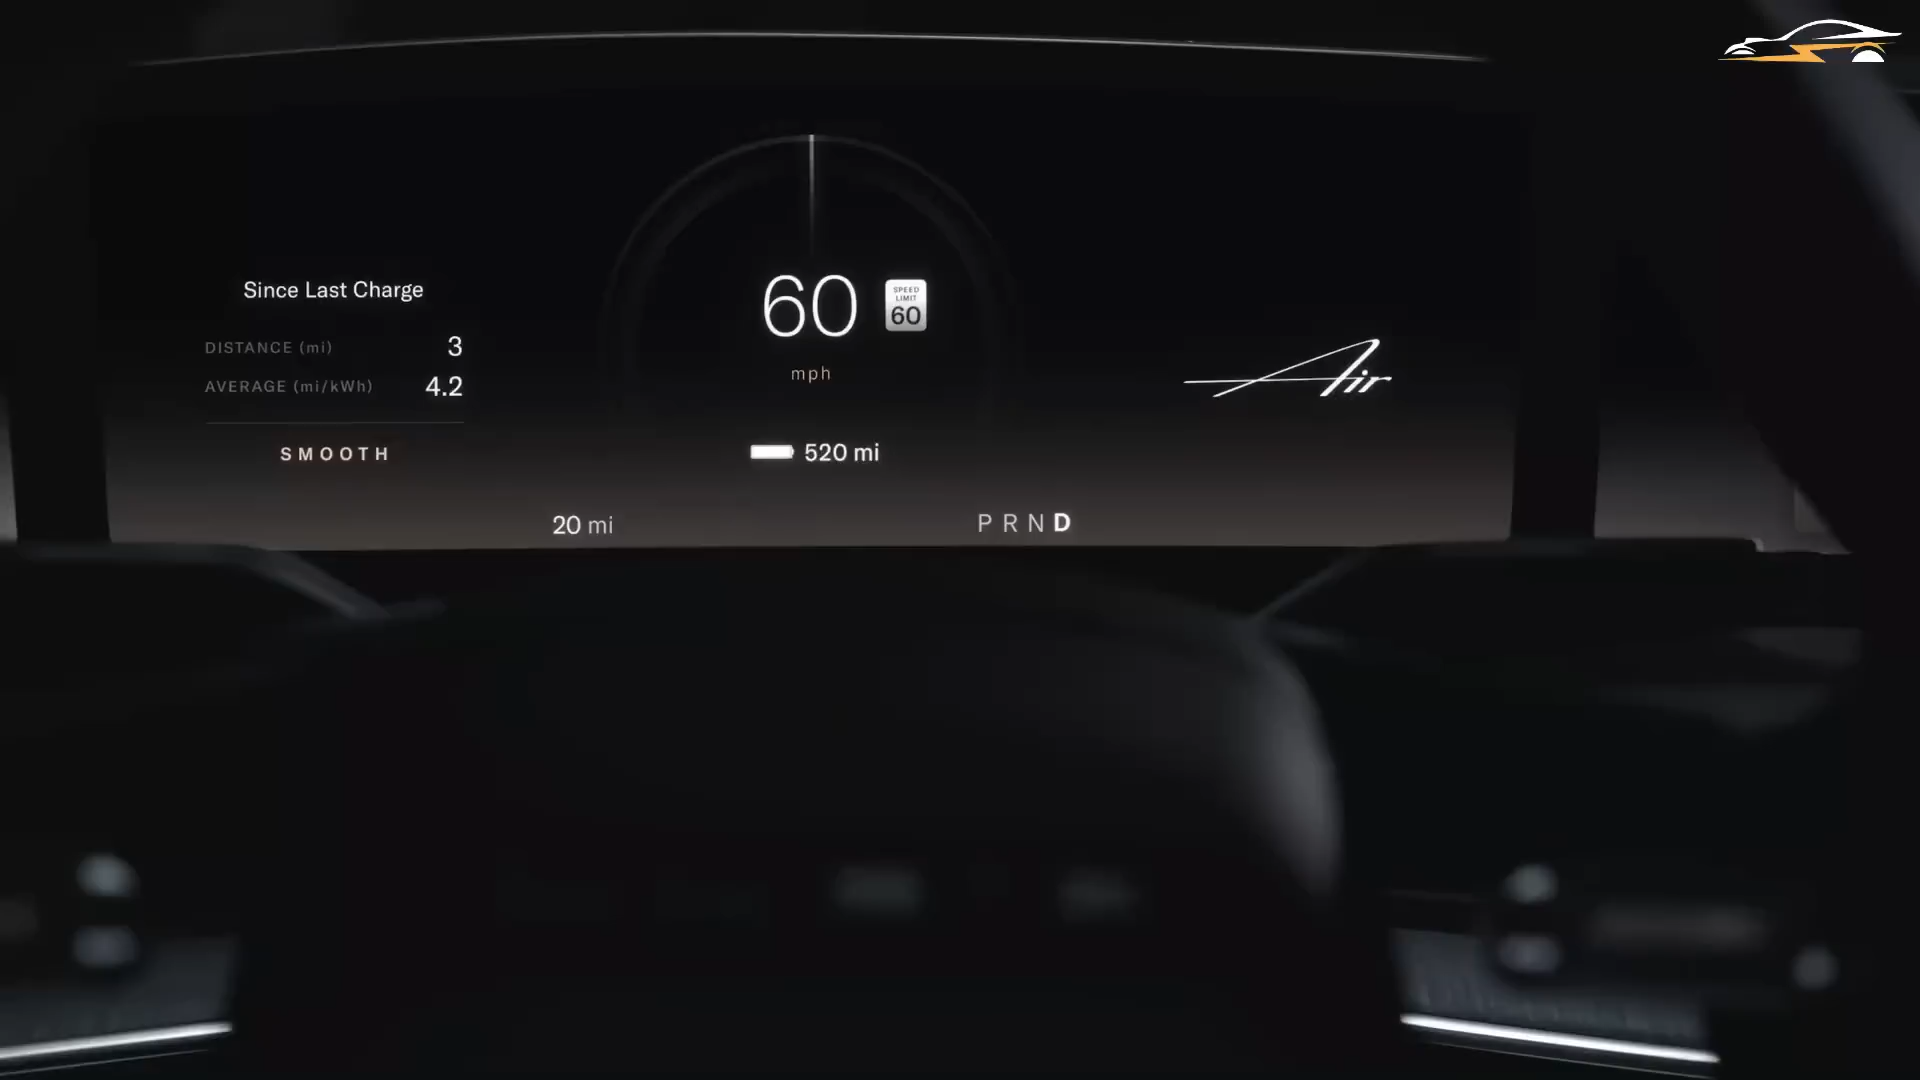 Since Last Charge
DISTANCE (mi) 3
AVERAGE (mi/kWh) 4.2
SMOOTH
60
mph
SPEED
LIMIT
60
520 mi
20 mi
P R N D
Air